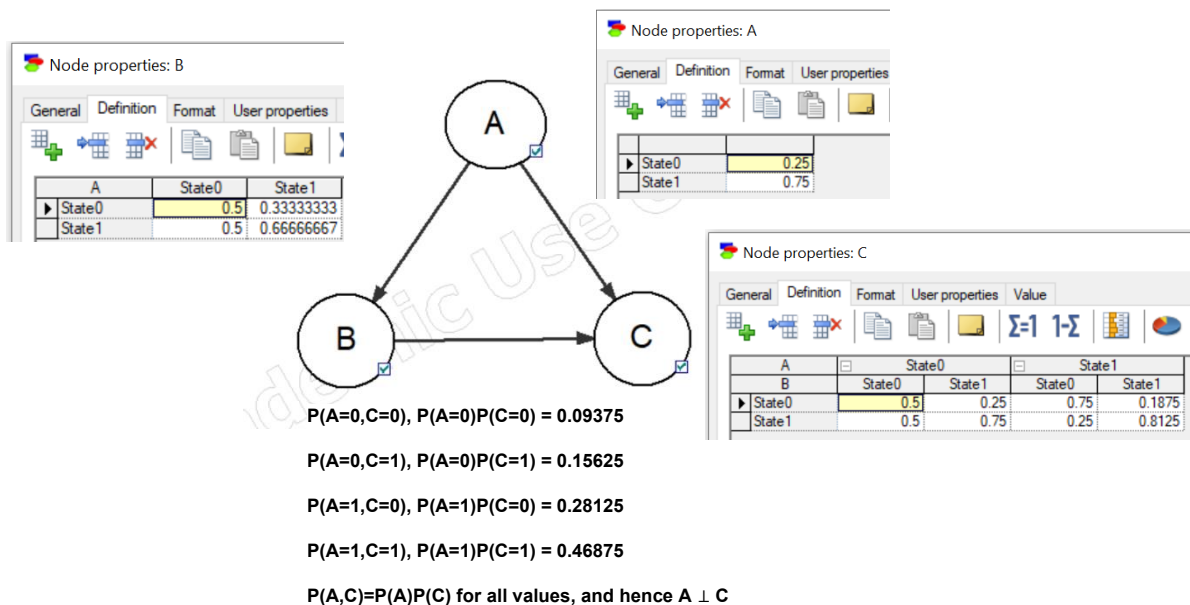 Node properties: A
General Definition Format User properties
State0 0.25
State1 0.75
Node properties: B
General Definition Format User properties
A State0 State1
State0 0.5 0.33333333
State1 0.5 0.66666667
A
B
C
Node properties: C
General Definition Format User properties Value
Σ=1 1-Σ
A State0 State1
B State0 State1 State0 State1
State0 0.5 0.25 0.75 0.1875
State1 0.5 0.75 0.25 0.8125
P(A=0,C=0), P(A=0)P(C=0) = 0.09375
P(A=0,C=1), P(A=0)P(C=1) = 0.15625
P(A=1,C=0), P(A=1)P(C=0) = 0.28125
P(A=1,C=1), P(A=1)P(C=1) = 0.46875
P(A,C)=P(A)P(C) for all values, and hence A ⊥ C